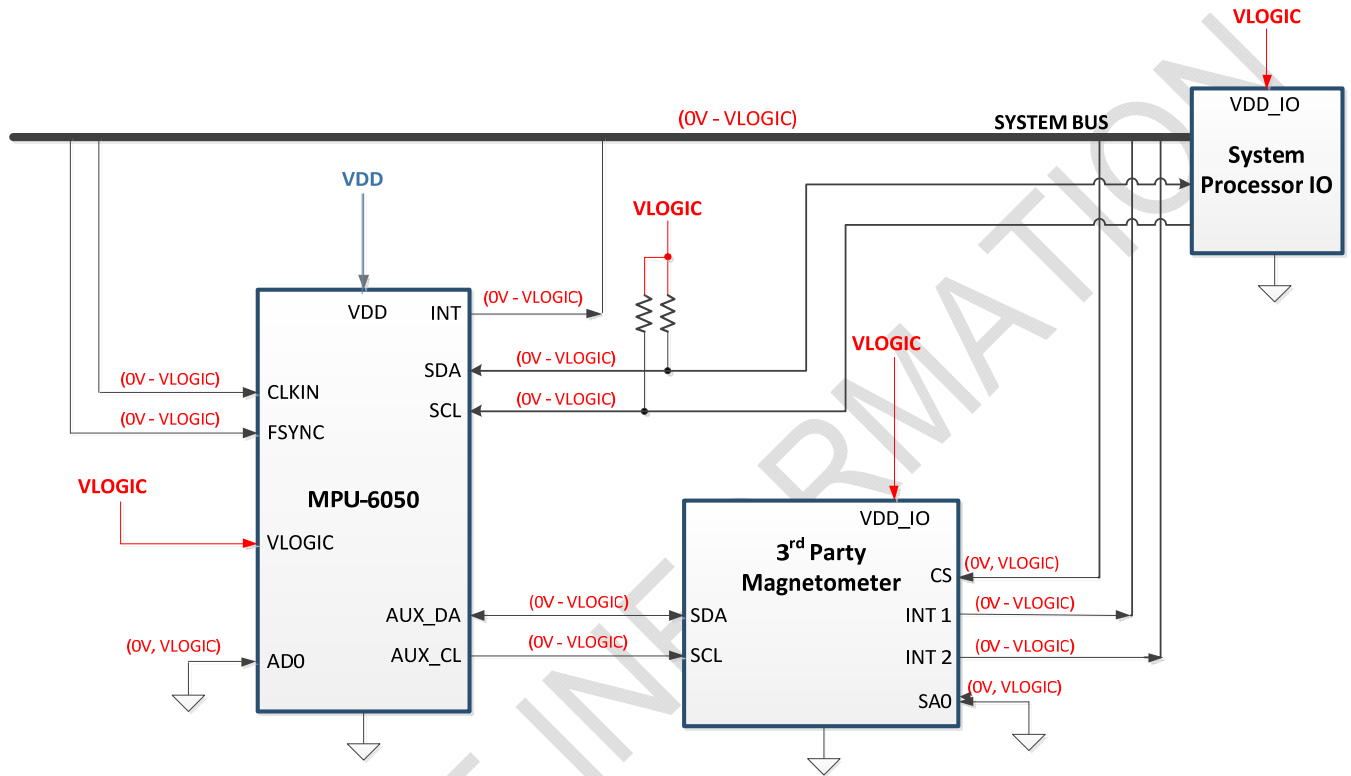 VLOGIC
VDD_IO
(0V - VLOGIC)
SYSTEM BUS
System
Processor IO
VDD
VLOGIC
VDD
INT
(0V - VLOGIC)
SDA
(0V - VLOGIC)
VLOGIC
(0V - VLOGIC)
CLKIN
SCL
(0V - VLOGIC)
(0V - VLOGIC)
FSYNC
VLOGIC
MPU-6050
VLOGIC
VDD_IO
3rd Party
Magnetometer
CS
(0V, VLOGIC)
AUX_DA
(0V - VLOGIC)
SDA
INT 1
(0V - VLOGIC)
(0V, VLOGIC)
AD0
AUX_CL
(0V - VLOGIC)
SCL
INT 2
(0V - VLOGIC)
SA0
(0V, VLOGIC)